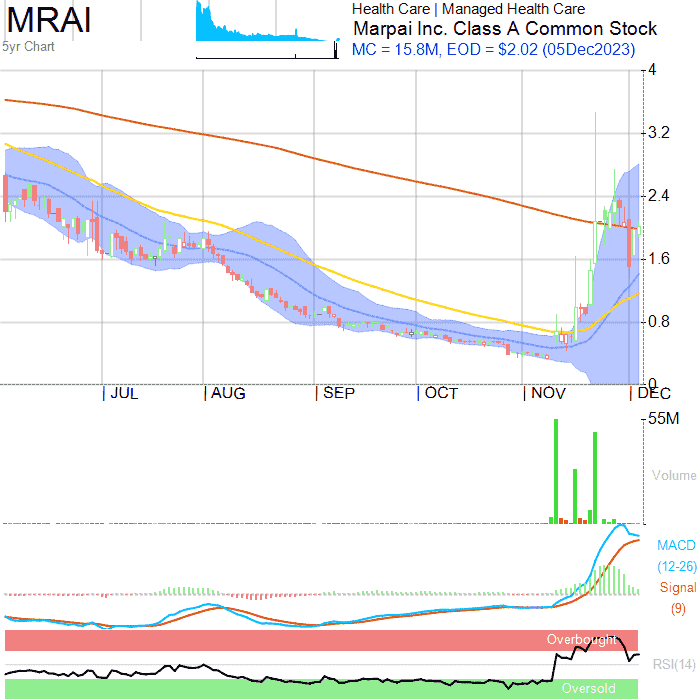 MRAI
5yr Chart
Health Care | Managed Health Care
Marpai Inc. Class A Common Stock
MC = 15.8M, EOD = $2.02 (05Dec2023)
4
3.2
2.4
1.6
0.8
0
JUL AUG SEP OCT NOV DEC
55M
Volume
MACD
(12-26)
Signal
(9)
Overbought
RSI(14)
Oversold